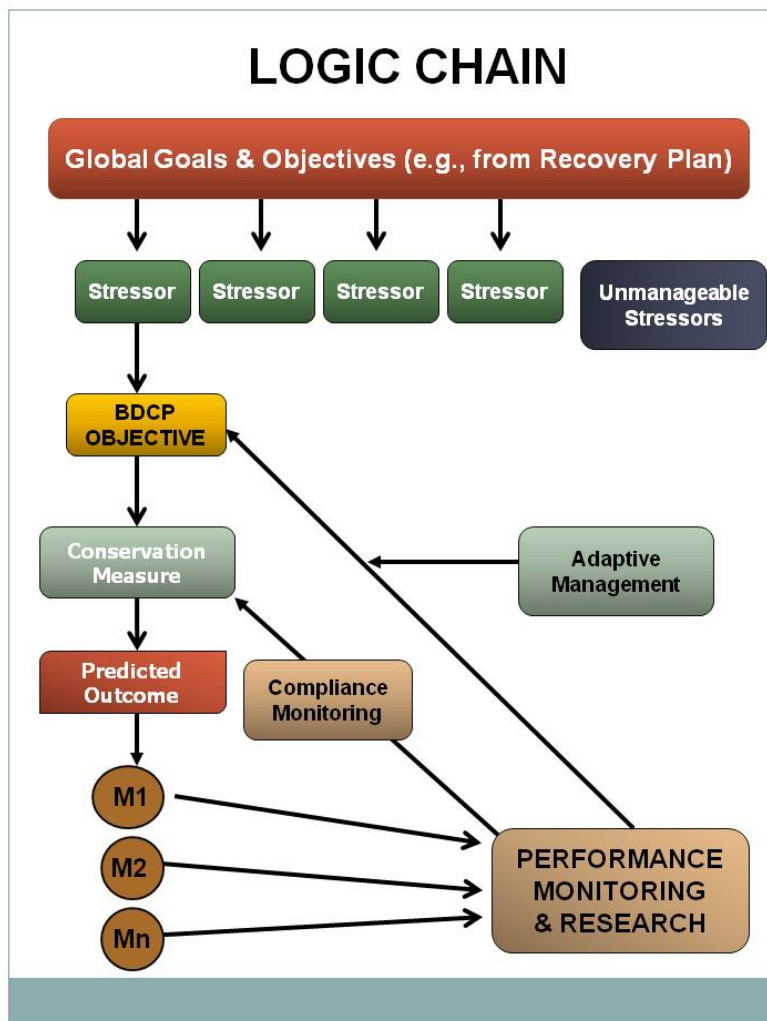 LOGIC CHAIN
Global Goals & Objectives (e.g., from Recovery Plan)
Stressor
Stressor
Stressor
Stressor
Unmanageable
Stressors
BDCP
OBJECTIVE
Conservation
Measure
Adaptive
Management
Predicted
Outcome
Compliance
Monitoring
M1
M2
Mn
PERFORMANCE
MONITORING
& RESEARCH